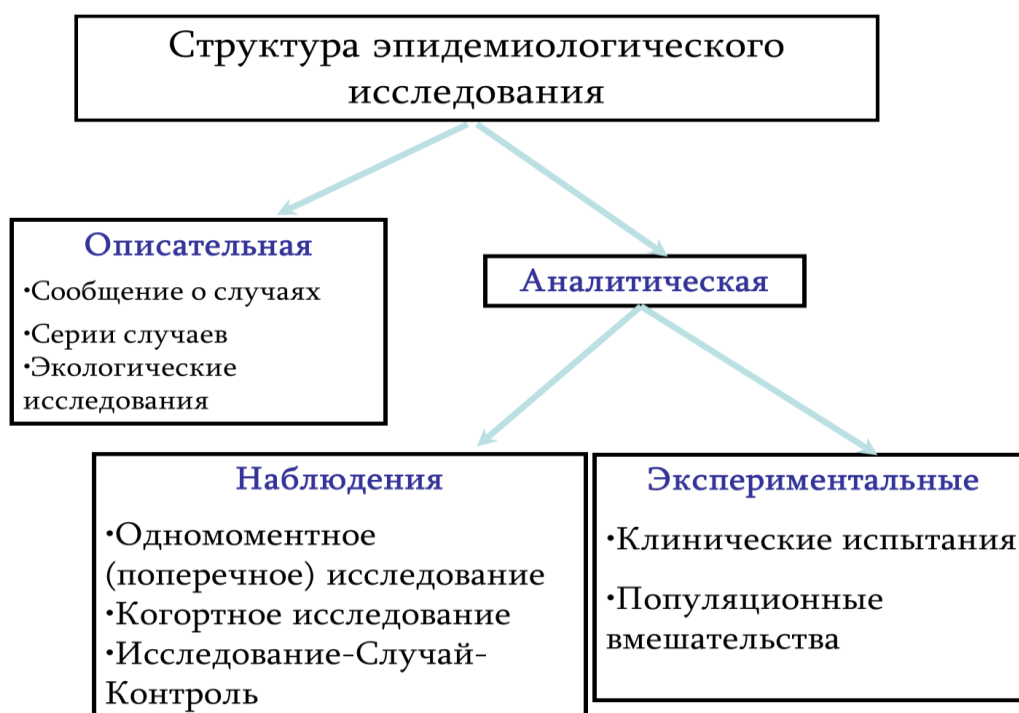 Структура эпидемиологического
исследования
Описательная
•Сообщение о случаях
•Серии случаев
•Экологические
исследования
Аналитическая
Наблюдения
•Одномоментное
(поперечное) исследование
•Когортное исследование
•Исследование-Случай-
Контроль
Экспериментальные
•Клинические испытания
•Популяционные
вмешательства